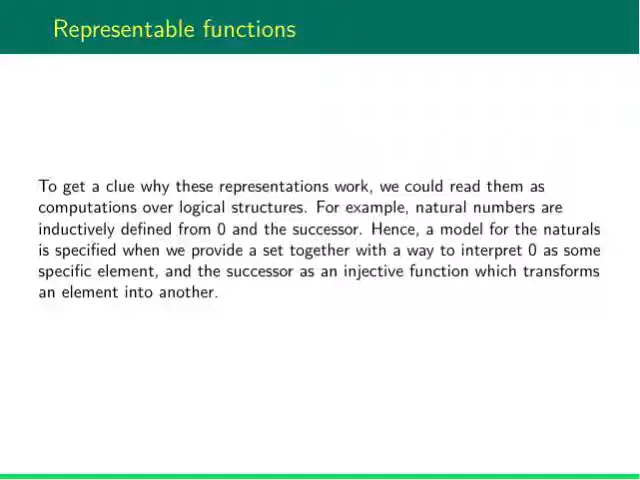 Representable functions
To get a clue why these representations work, we could read them as
computations over logical structures. For example, natural numbers are
inductively defined from 0 and the successor. Hence, a model for the naturals
is specified when we provide a set together with a way to interpret 0 as some
specific element, and the successor as an injective function which transforms
an element into another.